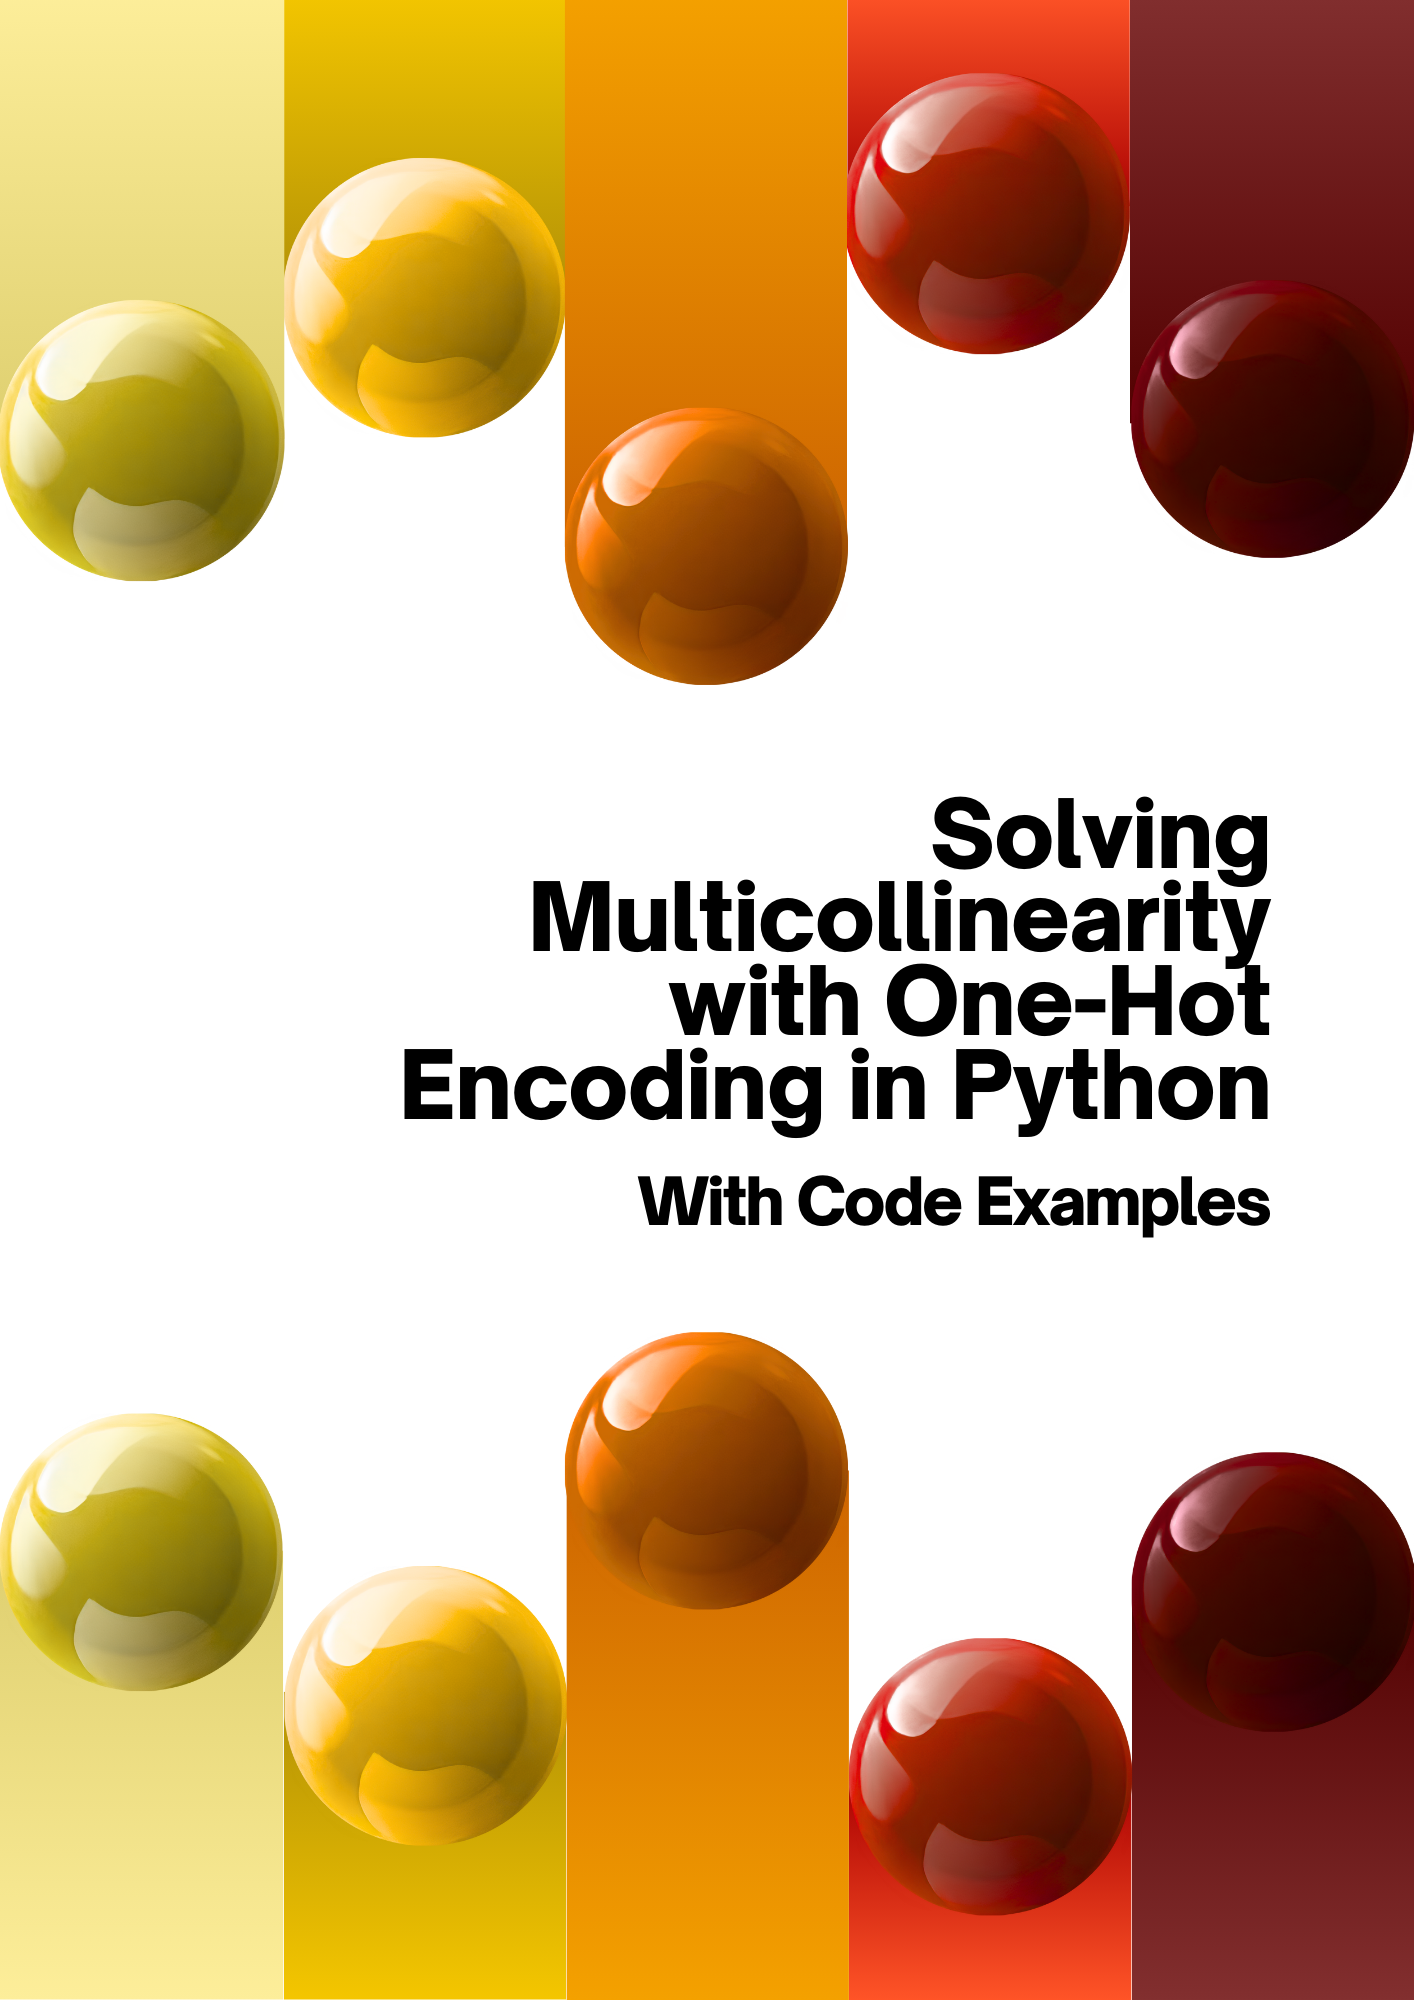 Solving
Multicollinearity
with One-Hot
Encoding in Python
With Code Examples